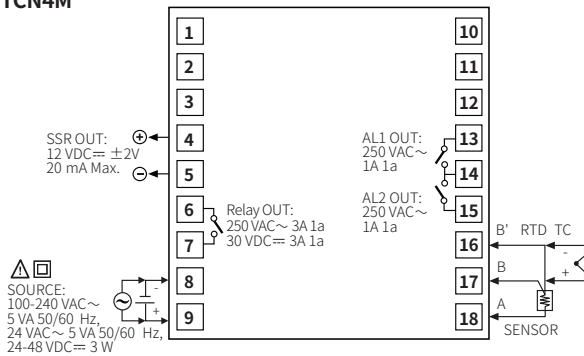 TCN4M
1
2
3
4
5
6
7
8
9
10
11
12
13
14
15
16
17
18
SSR OUT:
12 VDC⎓ ±2V
20 mA Max.
+
-
Relay OUT:
250 VAC～ 3A 1a
30 VDC⎓ 3A 1a
SOURCE:
100-240 VAC～
5 VA 50/60 Hz,
24 VAC～ 5 VA 50/60 Hz,
24-48 VDC⎓ 3 W
-
+
AL1 OUT:
250 VAC～
1A 1a
AL2 OUT:
250 VAC～
1A 1a
B' RTD TC
-
B
+
A
SENSOR